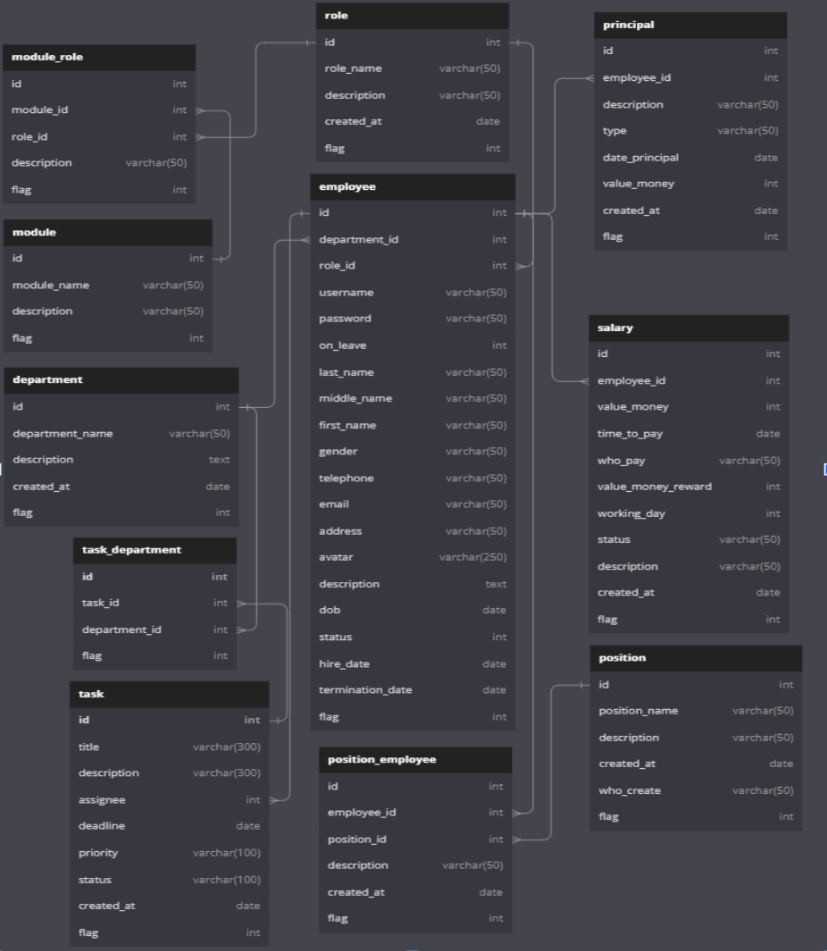 module_role
id int
module_id int
role_id int
description varchar(50)
flag int
module
id int
module_name varchar(50)
description varchar(50)
flag int
department
id int
department_name varchar(50)
description text
created_at date
flag int
task_department
id int
task_id int
department_id int
flag int
task
id int
title varchar(300)
description varchar(300)
assignee int
deadline date
priority varchar(100)
status varchar(100)
created_at date
flag int
role
id int
role_name varchar(50)
description varchar(50)
created_at date
flag int
employee
id int
department_id int
role_id int
username varchar(50)
password varchar(50)
on_leave int
last_name varchar(50)
middle_name varchar(50)
first_name varchar(50)
gender varchar(50)
telephone varchar(50)
email varchar(50)
address varchar(50)
avatar varchar(250)
description text
dob date
status int
hire_date date
termination_date date
flag int
position_employee
id int
employee_id int
position_id int
description varchar(50)
created_at date
flag int
principal
id int
employee_id int
description varchar(50)
type varchar(50)
date_principal date
value_money int
created_at date
flag int
salary
id int
employee_id int
value_money int
time_to_pay date
who_pay varchar(50)
value_money_reward int
working_day int
status varchar(50)
description varchar(50)
created_at date
flag int
position
id int
position_name varchar(50)
description varchar(50)
created_at date
who_create varchar(50)
flag int